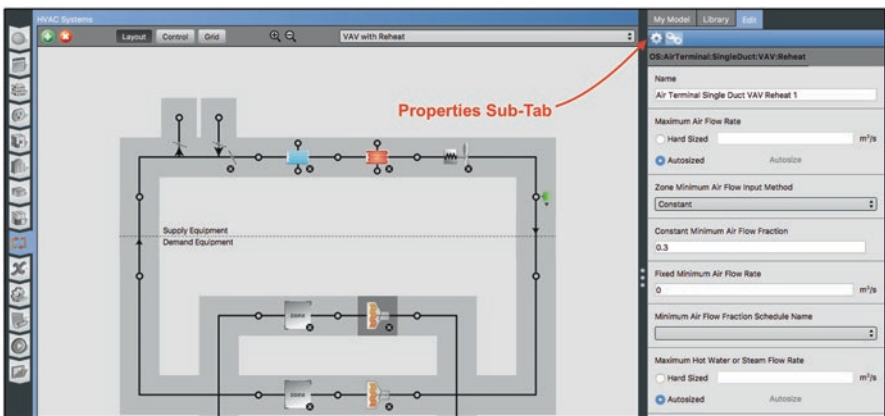 HVAC Systems
Layout Control Grid
VAV with Reheat
Properties Sub-Tab
Supply Equipment
Demand Equipment
ZONE
ZONE
My Model Library Edit
OS:AirTerminal:SingleDuct:VAV:Reheat
Name
Air Terminal Single Duct VAV Reheat 1
Maximum Air Flow Rate
Hard Sized m³/s
Autosized Autosize
Zone Minimum Air Flow Input Method
Constant
Constant Minimum Air Flow Fraction
0.3
Fixed Minimum Air Flow Rate
0 m³/s
Minimum Air Flow Fraction Schedule Name
Maximum Hot Water or Steam Flow Rate
Hard Sized m³/s
Autosized Autosize